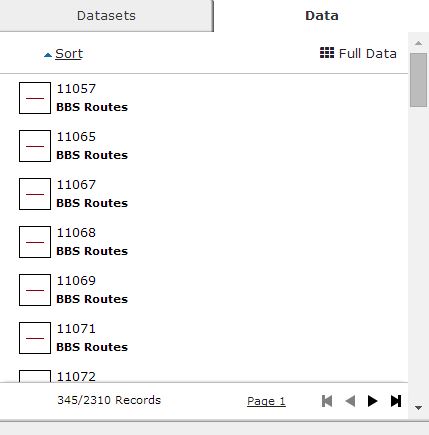 Datasets Data
Sort Full Data
11057
BBS Routes
11065
BBS Routes
11067
BBS Routes
11068
BBS Routes
11069
BBS Routes
11071
BBS Routes
11072
345/2310 Records Page 1